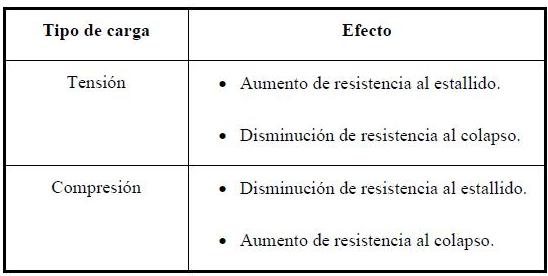 Tipo de carga
Efecto
Tensión
• Aumento de resistencia al estallido.
• Disminución de resistencia al colapso.
Compresión
• Disminución de resistencia al estallido.
• Aumento de resistencia al colapso.